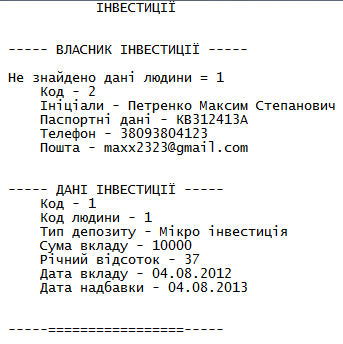 ІНВЕСТИЦІЇ
----- ВЛАСНИК ІНВЕСТИЦІЇ -----
Не знайдено дані людини = 1
Код - 2
Ініціали - Петренко Максим Степанович
Паспортні дані - КВ312413А
Телефон - 38093804123
Пошта - maxx2323@gmail.com
----- ДАНІ ІНВЕСТИЦІЇ -----
Код - 1
Код людини - 1
Тип депозиту - Мікро інвестиція
Сума вкладу - 10000
Річний відсоток - 37
Дата вкладу - 04.08.2012
Дата надбавки - 04.08.2013
-----=================-----